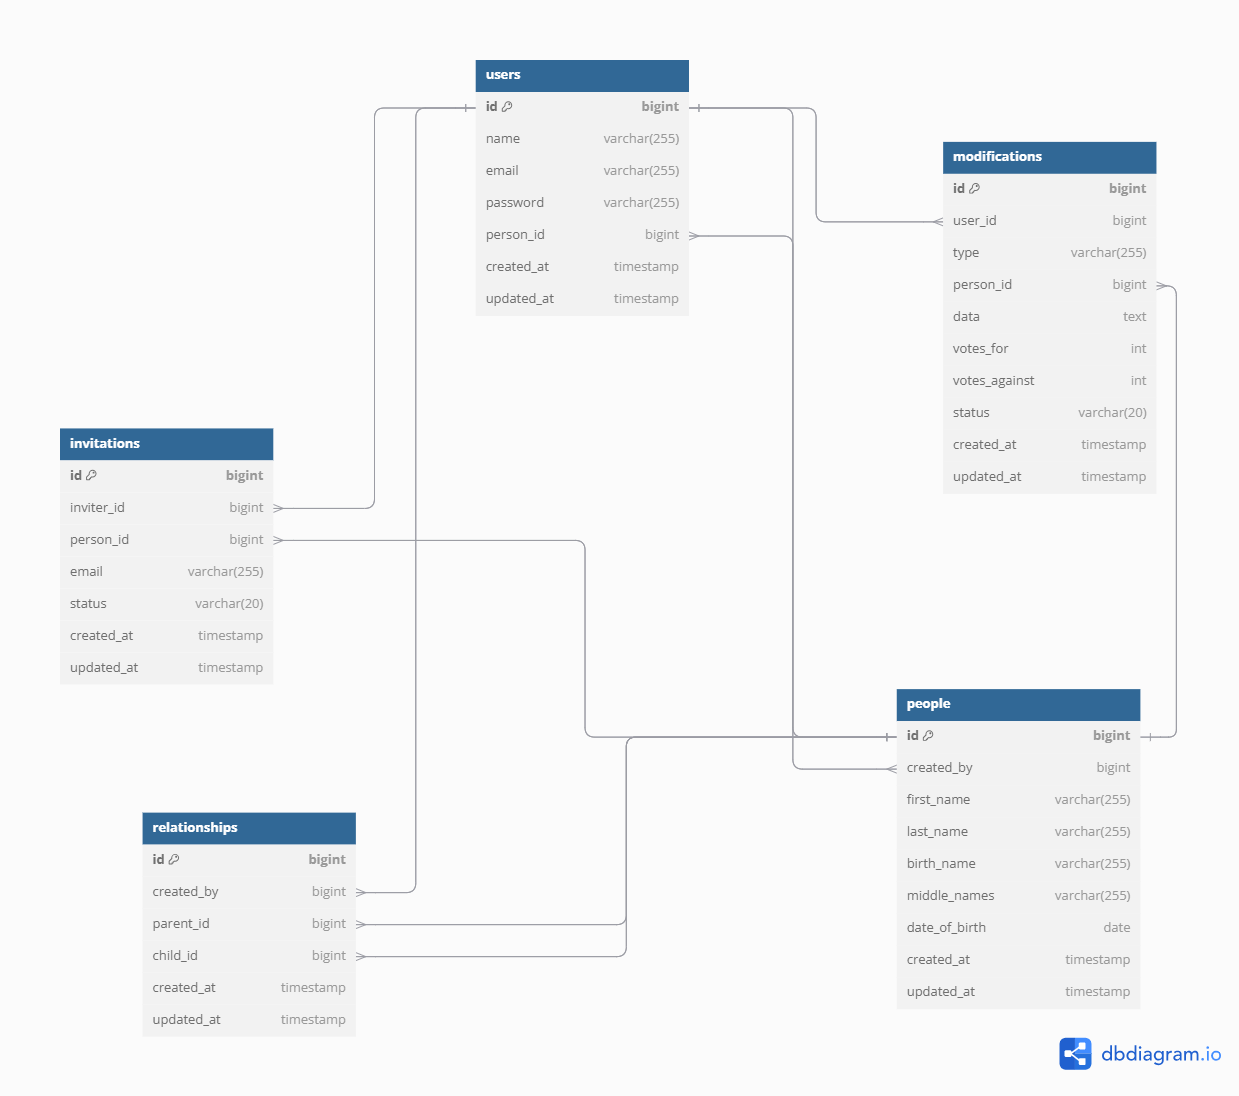 users
id bigint
name varchar(255)
email varchar(255)
password varchar(255)
person_id bigint
created_at timestamp
updated_at timestamp
modifications
id bigint
user_id bigint
type varchar(255)
person_id bigint
data text
votes_for int
votes_against int
status varchar(20)
created_at timestamp
updated_at timestamp
invitations
id bigint
inviter_id bigint
person_id bigint
email varchar(255)
status varchar(20)
created_at timestamp
updated_at timestamp
people
id bigint
created_by bigint
first_name varchar(255)
last_name varchar(255)
birth_name varchar(255)
middle_names varchar(255)
date_of_birth date
created_at timestamp
updated_at timestamp
relationships
id bigint
created_by bigint
parent_id bigint
child_id bigint
created_at timestamp
updated_at timestamp
dbdiagram.io